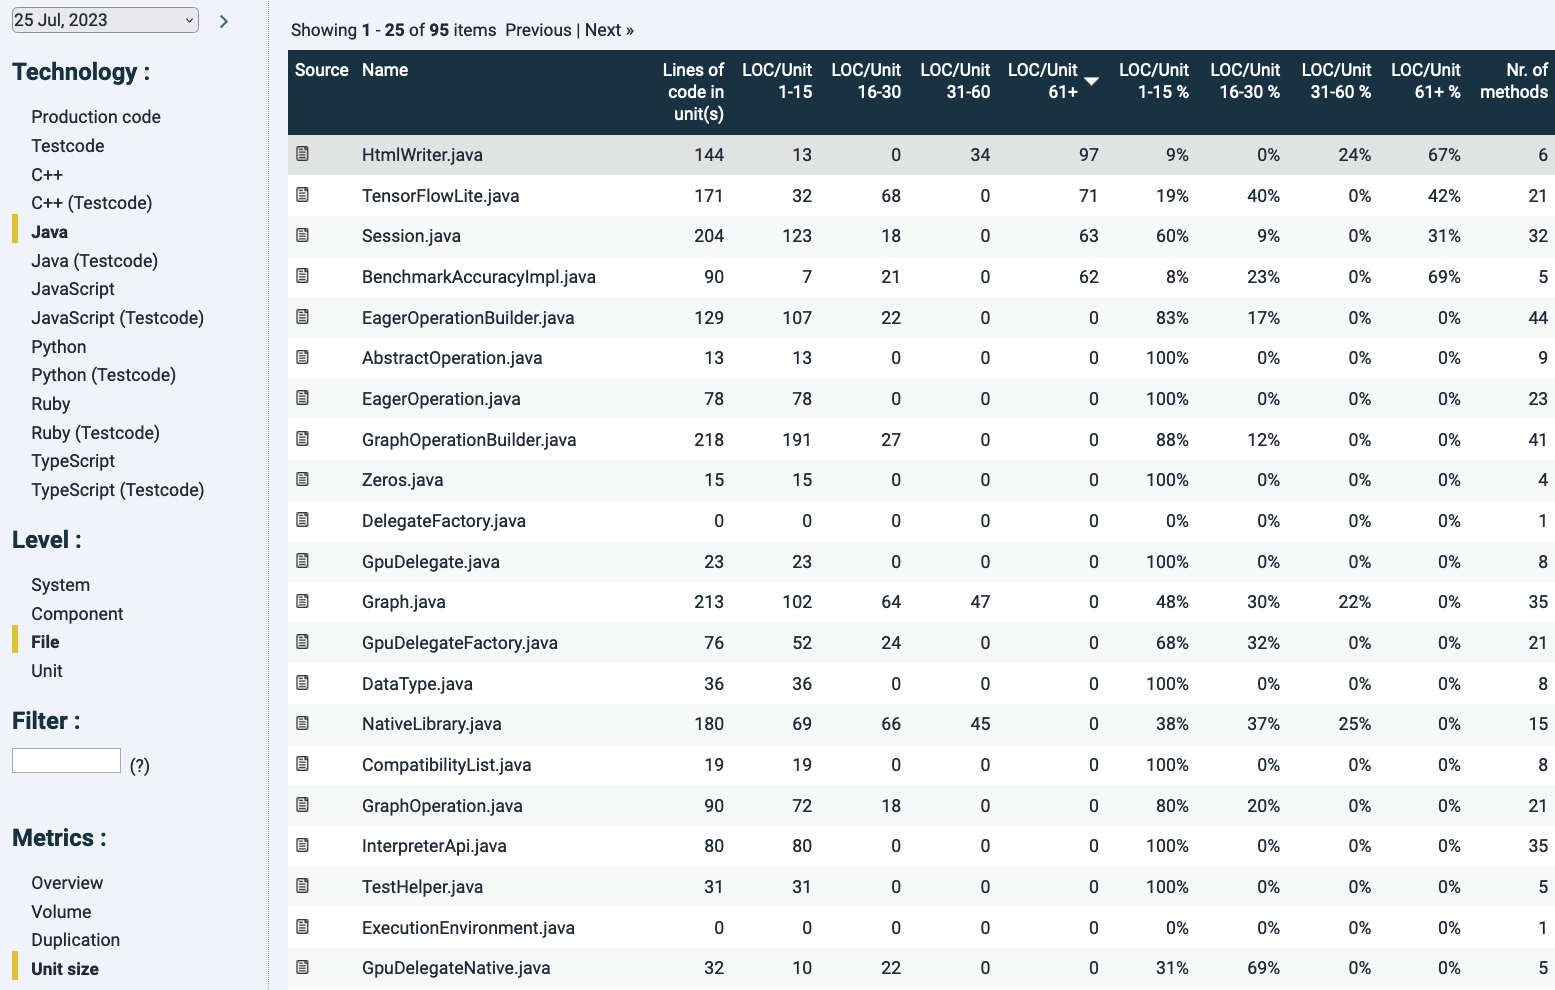 25 Jul, 2023
Technology :
Production code
Testcode
C++
C++ (Testcode)
Java
Java (Testcode)
JavaScript
JavaScript (Testcode)
Python
Python (Testcode)
Ruby
Ruby (Testcode)
TypeScript
TypeScript (Testcode)
Level :
System
Component
File
Unit
Filter :
(?)
Metrics :
Overview
Volume
Duplication
Unit size
Showing 1 - 25 of 95 items Previous | Next »
Source Name Lines of code in unit(s) LOC/Unit 1-15 LOC/Unit 16-30 LOC/Unit 31-60 LOC/Unit 61+ LOC/Unit 1-15 % LOC/Unit 16-30 % LOC/Unit 31-60 % LOC/Unit 61+ % Nr. of methods
HtmlWriter.java 144 13 0 34 97 9% 0% 24% 67% 6
TensorFlowLite.java 171 32 68 0 71 19% 40% 0% 42% 21
Session.java 204 123 18 0 63 60% 9% 0% 31% 32
BenchmarkAccuracyImpl.java 90 7 21 0 62 8% 23% 0% 69% 5
EagerOperationBuilder.java 129 107 22 0 0 83% 17% 0% 0% 44
AbstractOperation.java 13 13 0 0 0 100% 0% 0% 0% 9
EagerOperation.java 78 78 0 0 0 100% 0% 0% 0% 23
GraphOperationBuilder.java 218 191 27 0 0 88% 12% 0% 0% 41
Zeros.java 15 15 0 0 0 100% 0% 0% 0% 4
DelegateFactory.java 0 0 0 0 0 0% 0% 0% 0% 1
GpuDelegate.java 23 23 0 0 0 100% 0% 0% 0% 8
Graph.java 213 102 64 47 0 48% 30% 22% 0% 35
GpuDelegateFactory.java 76 52 24 0 0 68% 32% 0% 0% 21
DataType.java 36 36 0 0 0 100% 0% 0% 0% 8
NativeLibrary.java 180 69 66 45 0 38% 37% 25% 0% 15
CompatibilityList.java 19 19 0 0 0 100% 0% 0% 0% 8
GraphOperation.java 90 72 18 0 0 80% 20% 0% 0% 21
InterpreterApi.java 80 80 0 0 0 100% 0% 0% 0% 35
TestHelper.java 31 31 0 0 0 100% 0% 0% 0% 5
ExecutionEnvironment.java 0 0 0 0 0 0% 0% 0% 0% 1
GpuDelegateNative.java 32 10 22 0 0 31% 69% 0% 0% 5